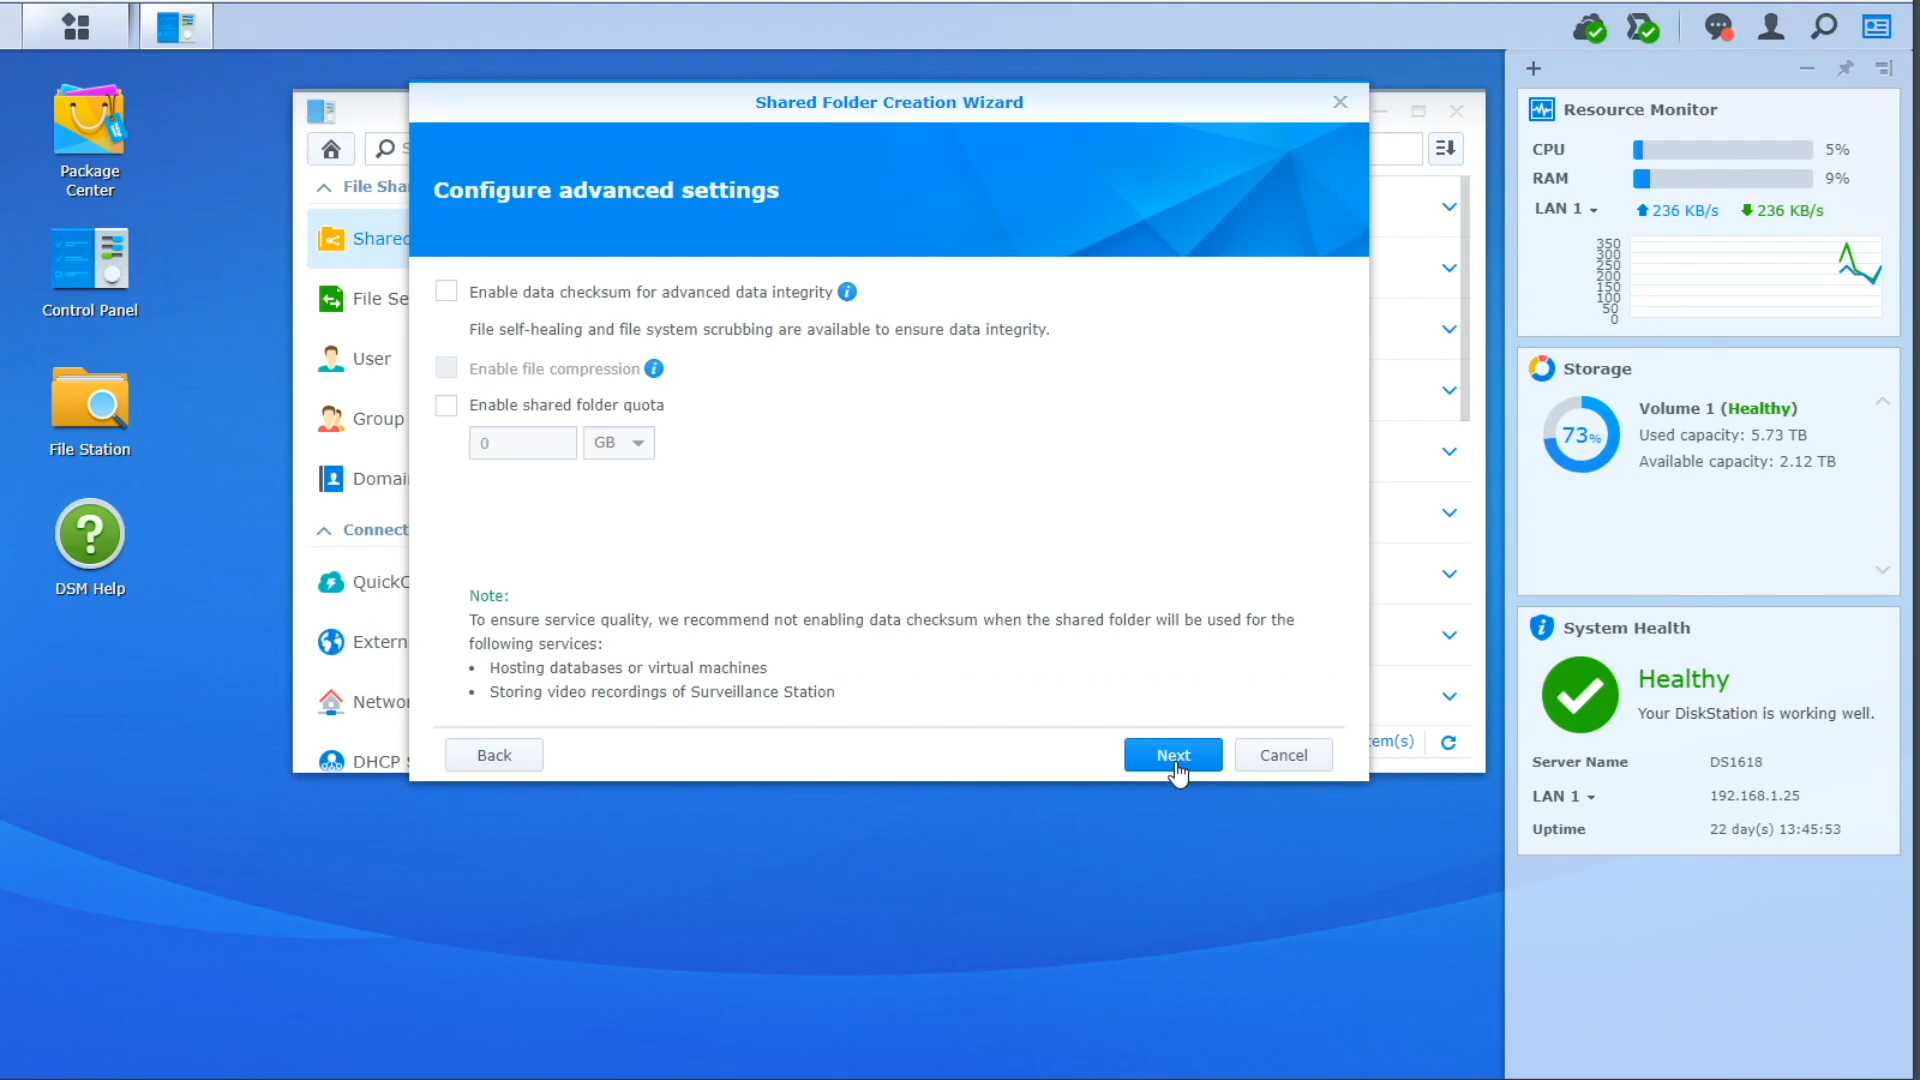 Package
Center
Control Panel
File Station
DSM Help
File Sha
Shared
File Se
User
Group
Domai
Connect
QuickC
Extern
Networ
DHCP
Shared Folder Creation Wizard
Configure advanced settings
Enable data checksum for advanced data integrity
File self-healing and file system scrubbing are available to ensure data integrity.
Enable file compression
Enable shared folder quota
0
GB
Note:
To ensure service quality, we recommend not enabling data checksum when the shared folder will be used for the
following services:
• Hosting databases or virtual machines
• Storing video recordings of Surveillance Station
Back
Next
Cancel
tem(s)
Resource Monitor
CPU 5%
RAM 9%
LAN 1 236 KB/s 236 KB/s
350
300
250
200
150
100
50
0
Storage
73%
Volume 1 (Healthy)
Used capacity: 5.73 TB
Available capacity: 2.12 TB
System Health
Healthy
Your DiskStation is working well.
Server Name DS1618
LAN 1 192.168.1.25
Uptime 22 day(s) 13:45:53